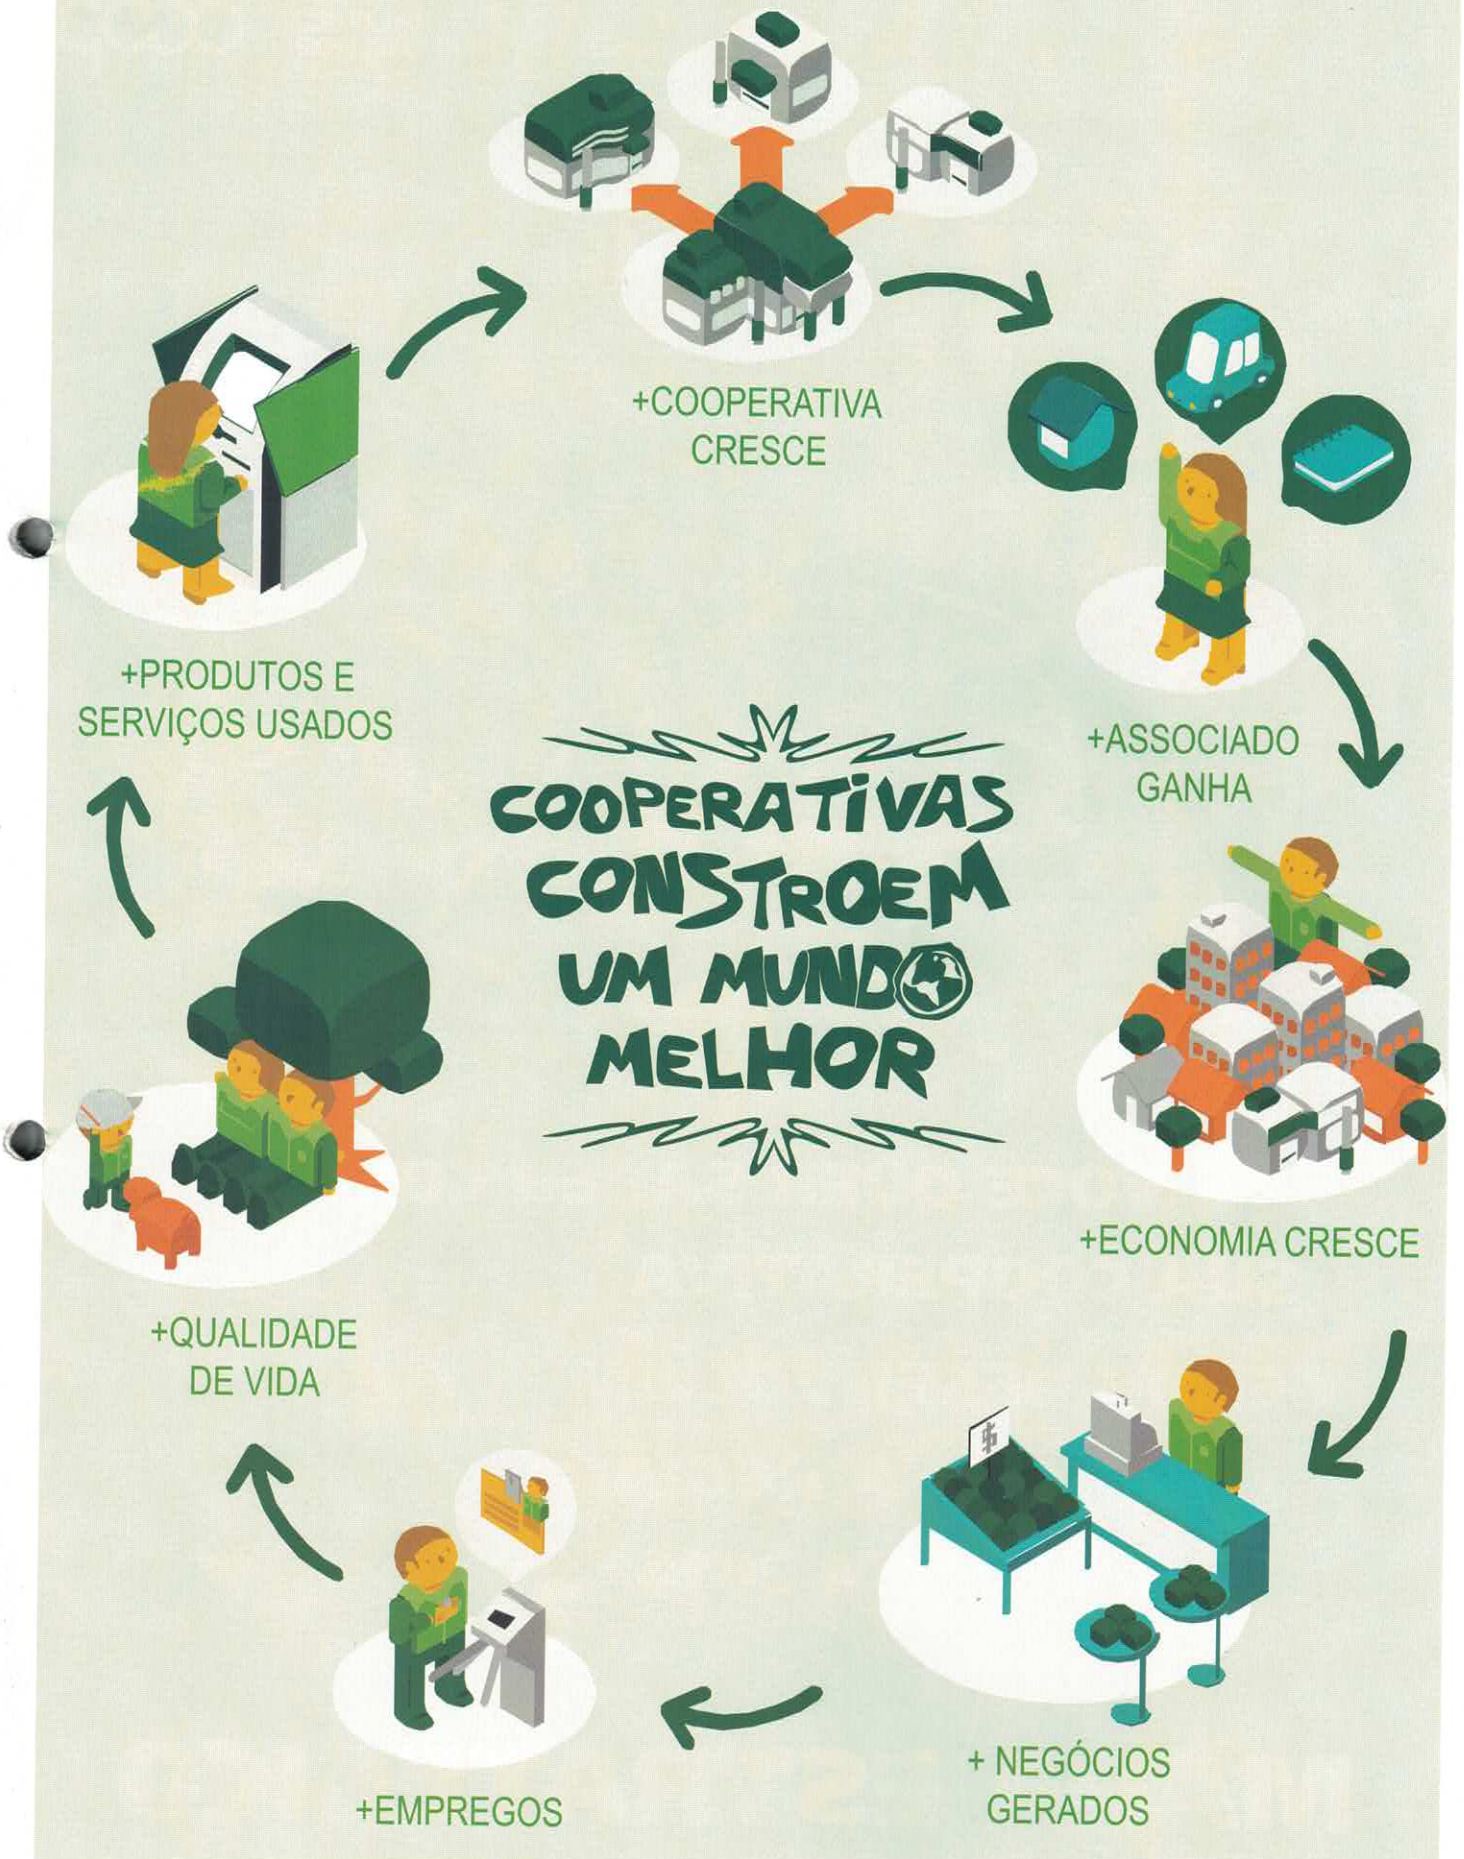 +COOPERATIVA
CRESCE
+ASSOCIADO
GANHA
+ECONOMIA CRESCE
+ NEGÓCIOS
GERADOS
+EMPREGOS
+QUALIDADE
DE VIDA
+PRODUTOS E
SERVIÇOS USADOS
COOPERATIVAS
CONSTROEM
UM MUNDO
MELHOR
$